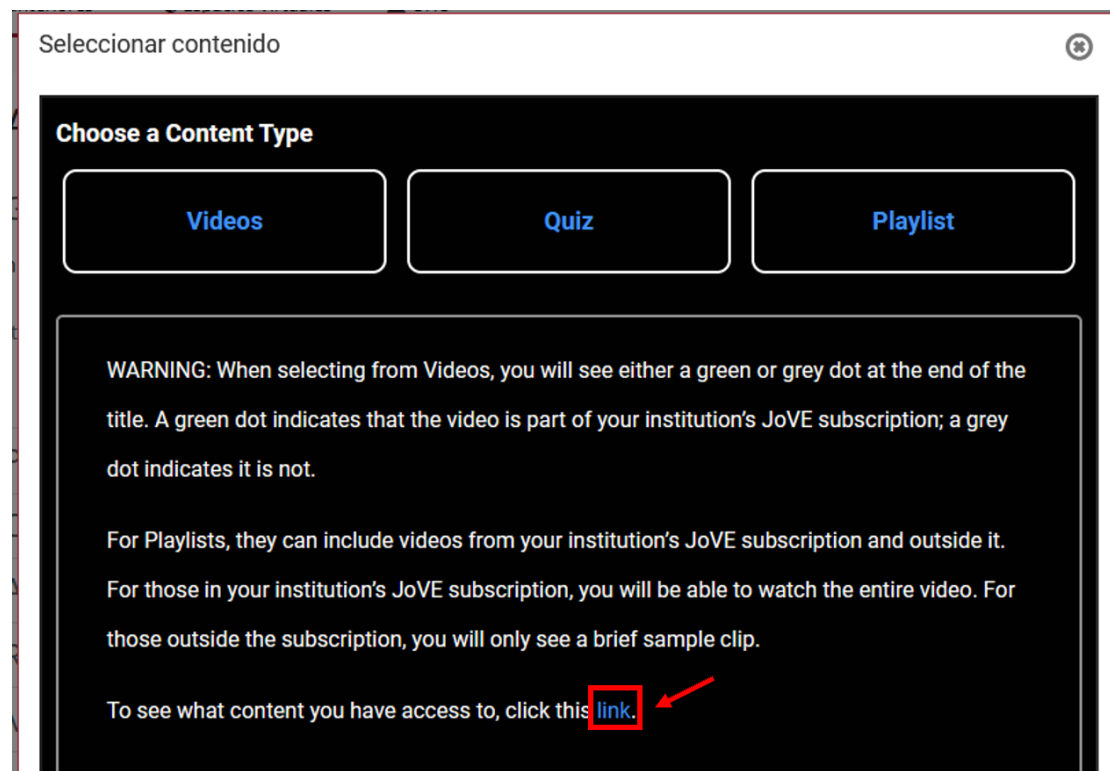 Seleccionar contenido
Choose a Content Type
Videos
Quiz
Playlist
WARNING: When selecting from Videos, you will see either a green or grey dot at the end of the
title. A green dot indicates that the video is part of your institution’s JoVE subscription; a grey
dot indicates it is not.
For Playlists, they can include videos from your institution’s JoVE subscription and outside it.
For those in your institution’s JoVE subscription, you will be able to watch the entire video. For
those outside the subscription, you will only see a brief sample clip.
To see what content you have access to, click this link.